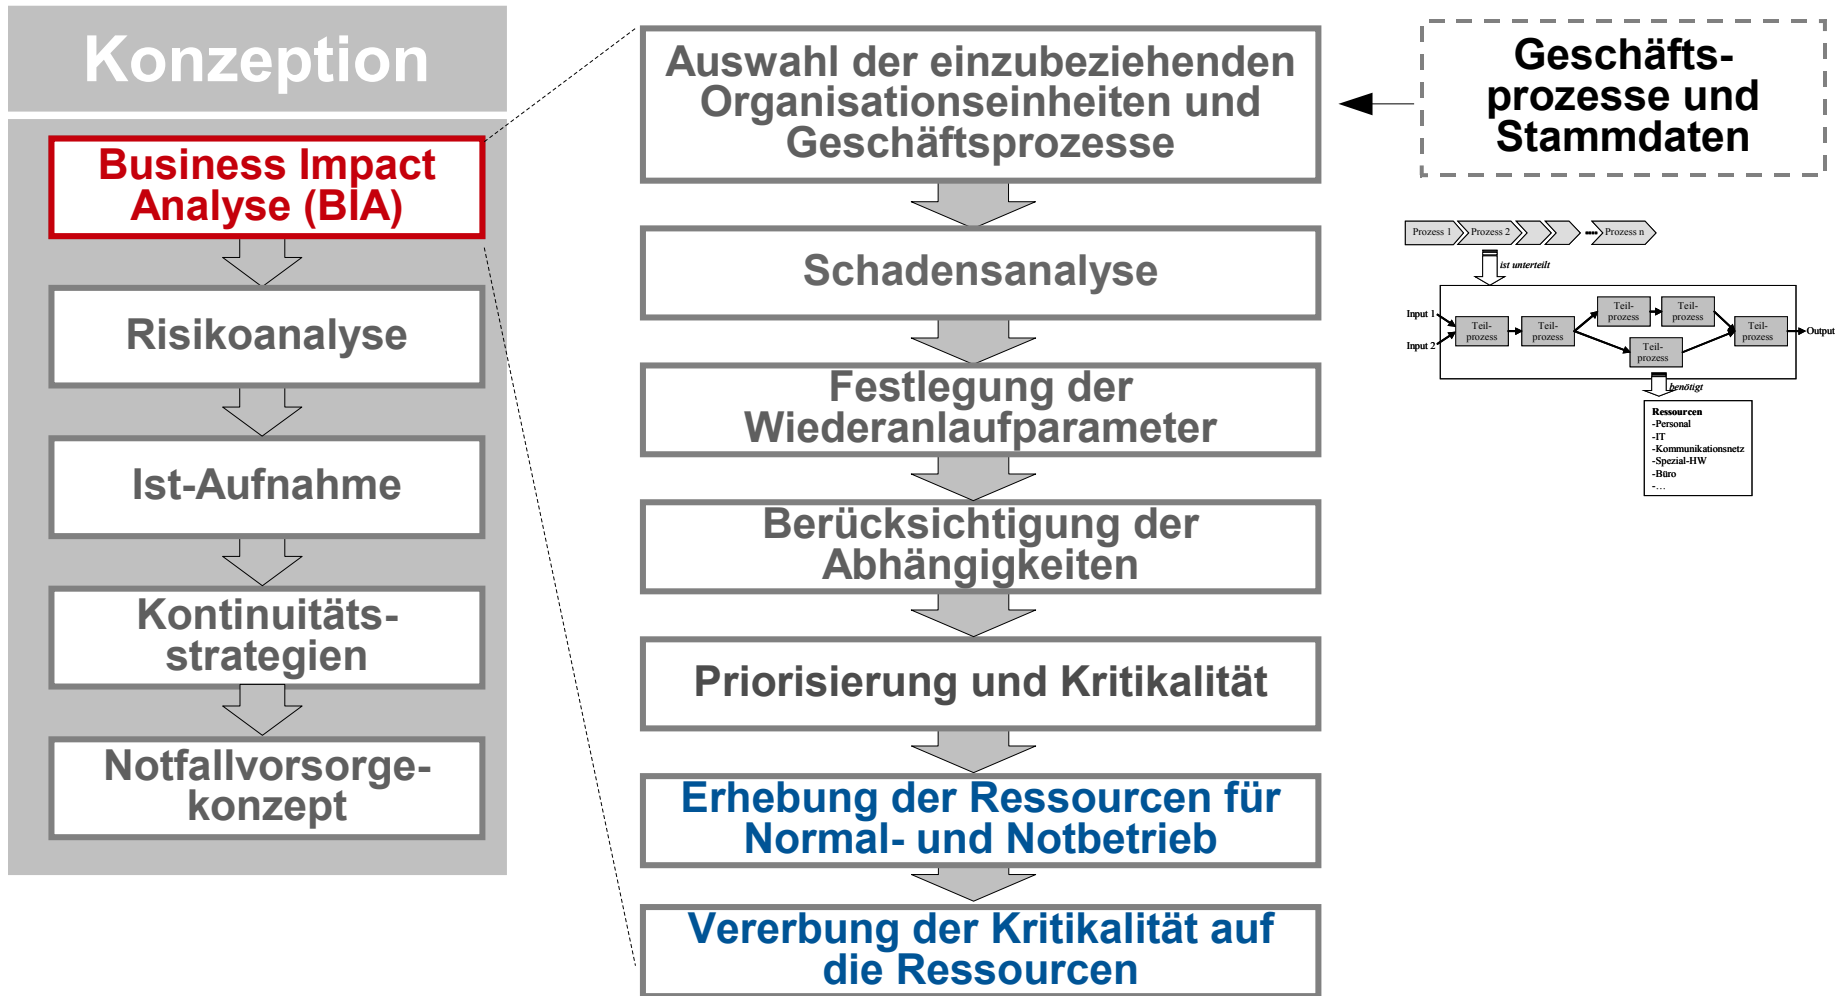 Konzeption
Business Impact
Analyse (BIA)
Risikoanalyse
Ist-Aufnahme
Kontinuitäts-
strategien
Notfallvorsorge-
konzept
Auswahl der einzubeziehenden
Organisationseinheiten und
Geschäftsprozesse
Schadensanalyse
Festlegung der
Wiederanlaufparameter
Berücksichtigung der
Abhängigkeiten
Priorisierung und Kritikalität
Erhebung der Ressourcen für
Normal- und Notbetrieb
Vererbung der Kritikalität auf
die Ressourcen
Geschäfts-
prozesse und
Stammdaten
Prozess 1 Prozess 2 Prozess n
ist unterteilt
Input 1
Input 2
Teil-
prozess
Teil-
prozess
Teil-
prozess
Teil-
prozess
Teil-
prozess
Teil-
prozess
Output
benötigt
Ressourcen
-Personal
-IT
-Kommunikationsnetz
-Spezial-HW
-Büro
-…